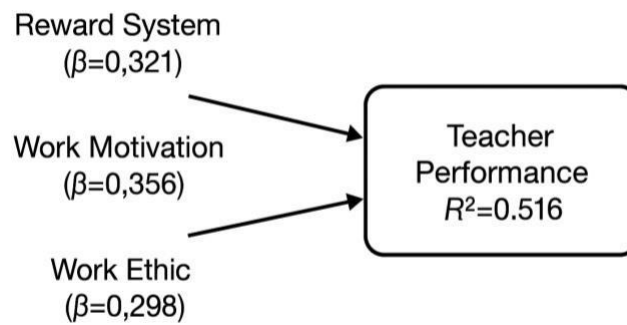 Reward System
(β=0,321)
Work Motivation
(β=0,356)
Work Ethic
(β=0,298)
Teacher
Performance
R²=0.516